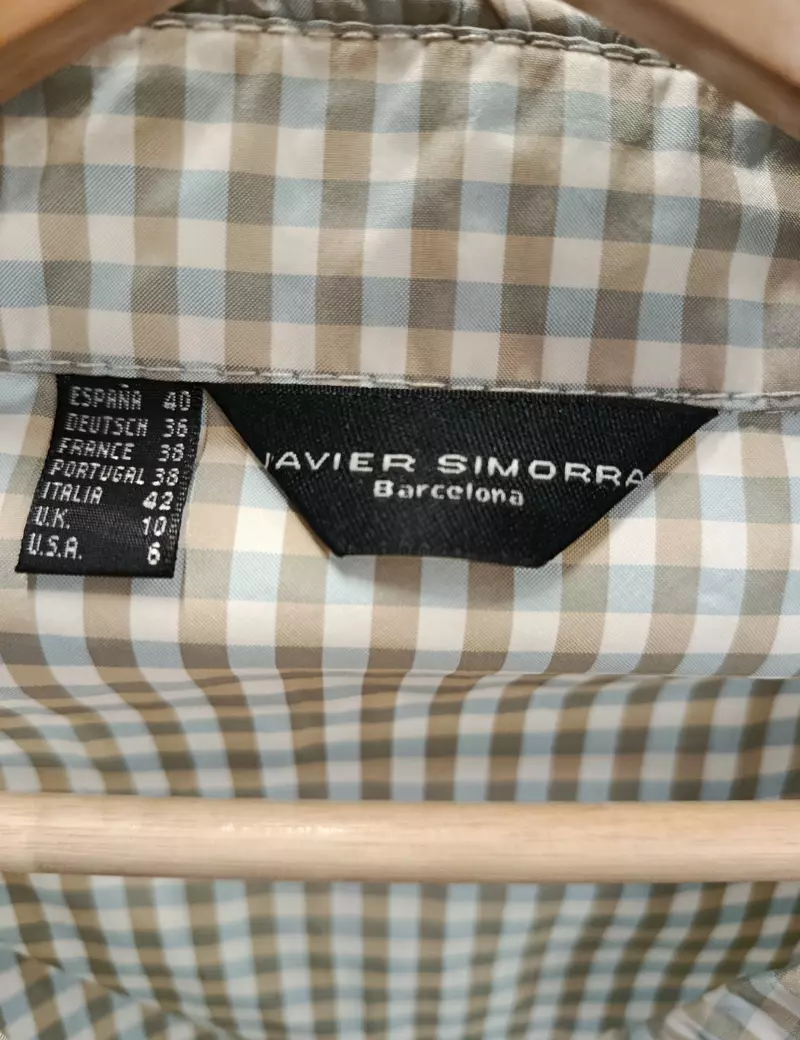 ESPAÑA 40
DEUTSCH 36
FRANCE 38
PORTUGAL 38
ITALIA 42
U.K. 10
U.S.A. 6
JAVIER SIMORRA
Barcelona